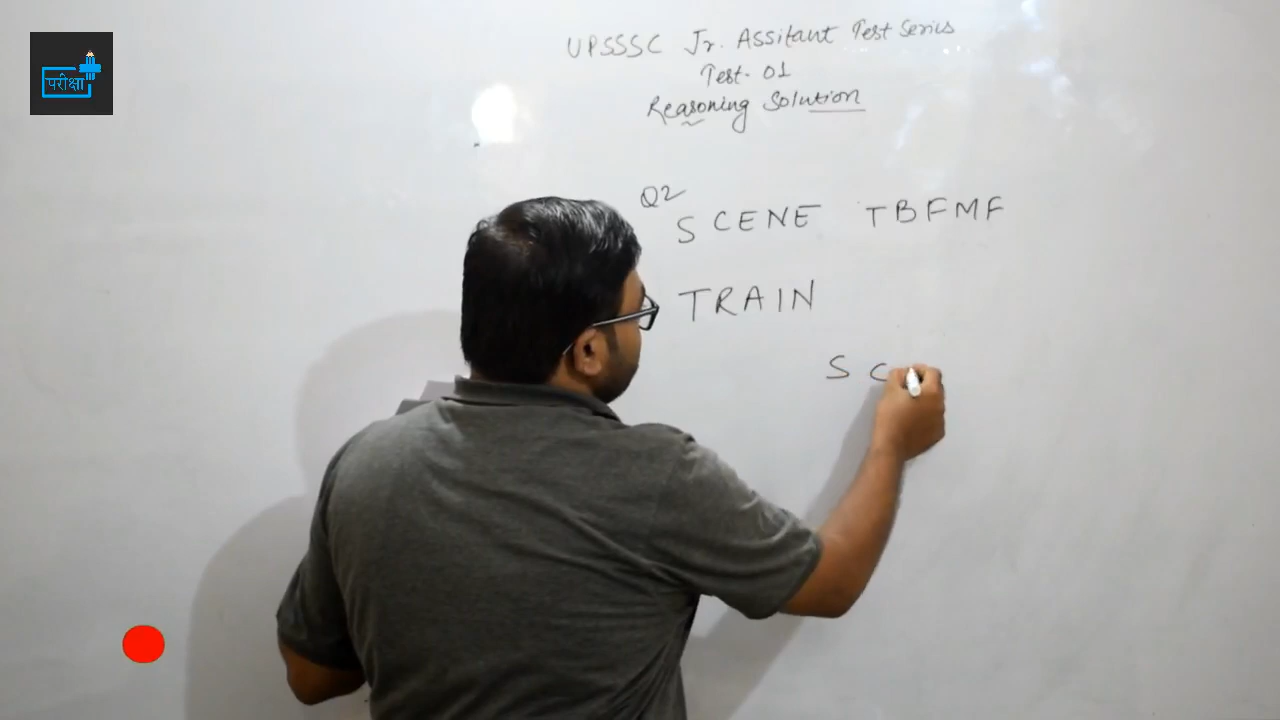 परीक्षा
UPSSSC Jr. Assitant Test Series
Test-01
Reasoning Solution
Q2
SCENE TBFMF
TRAIN
S C